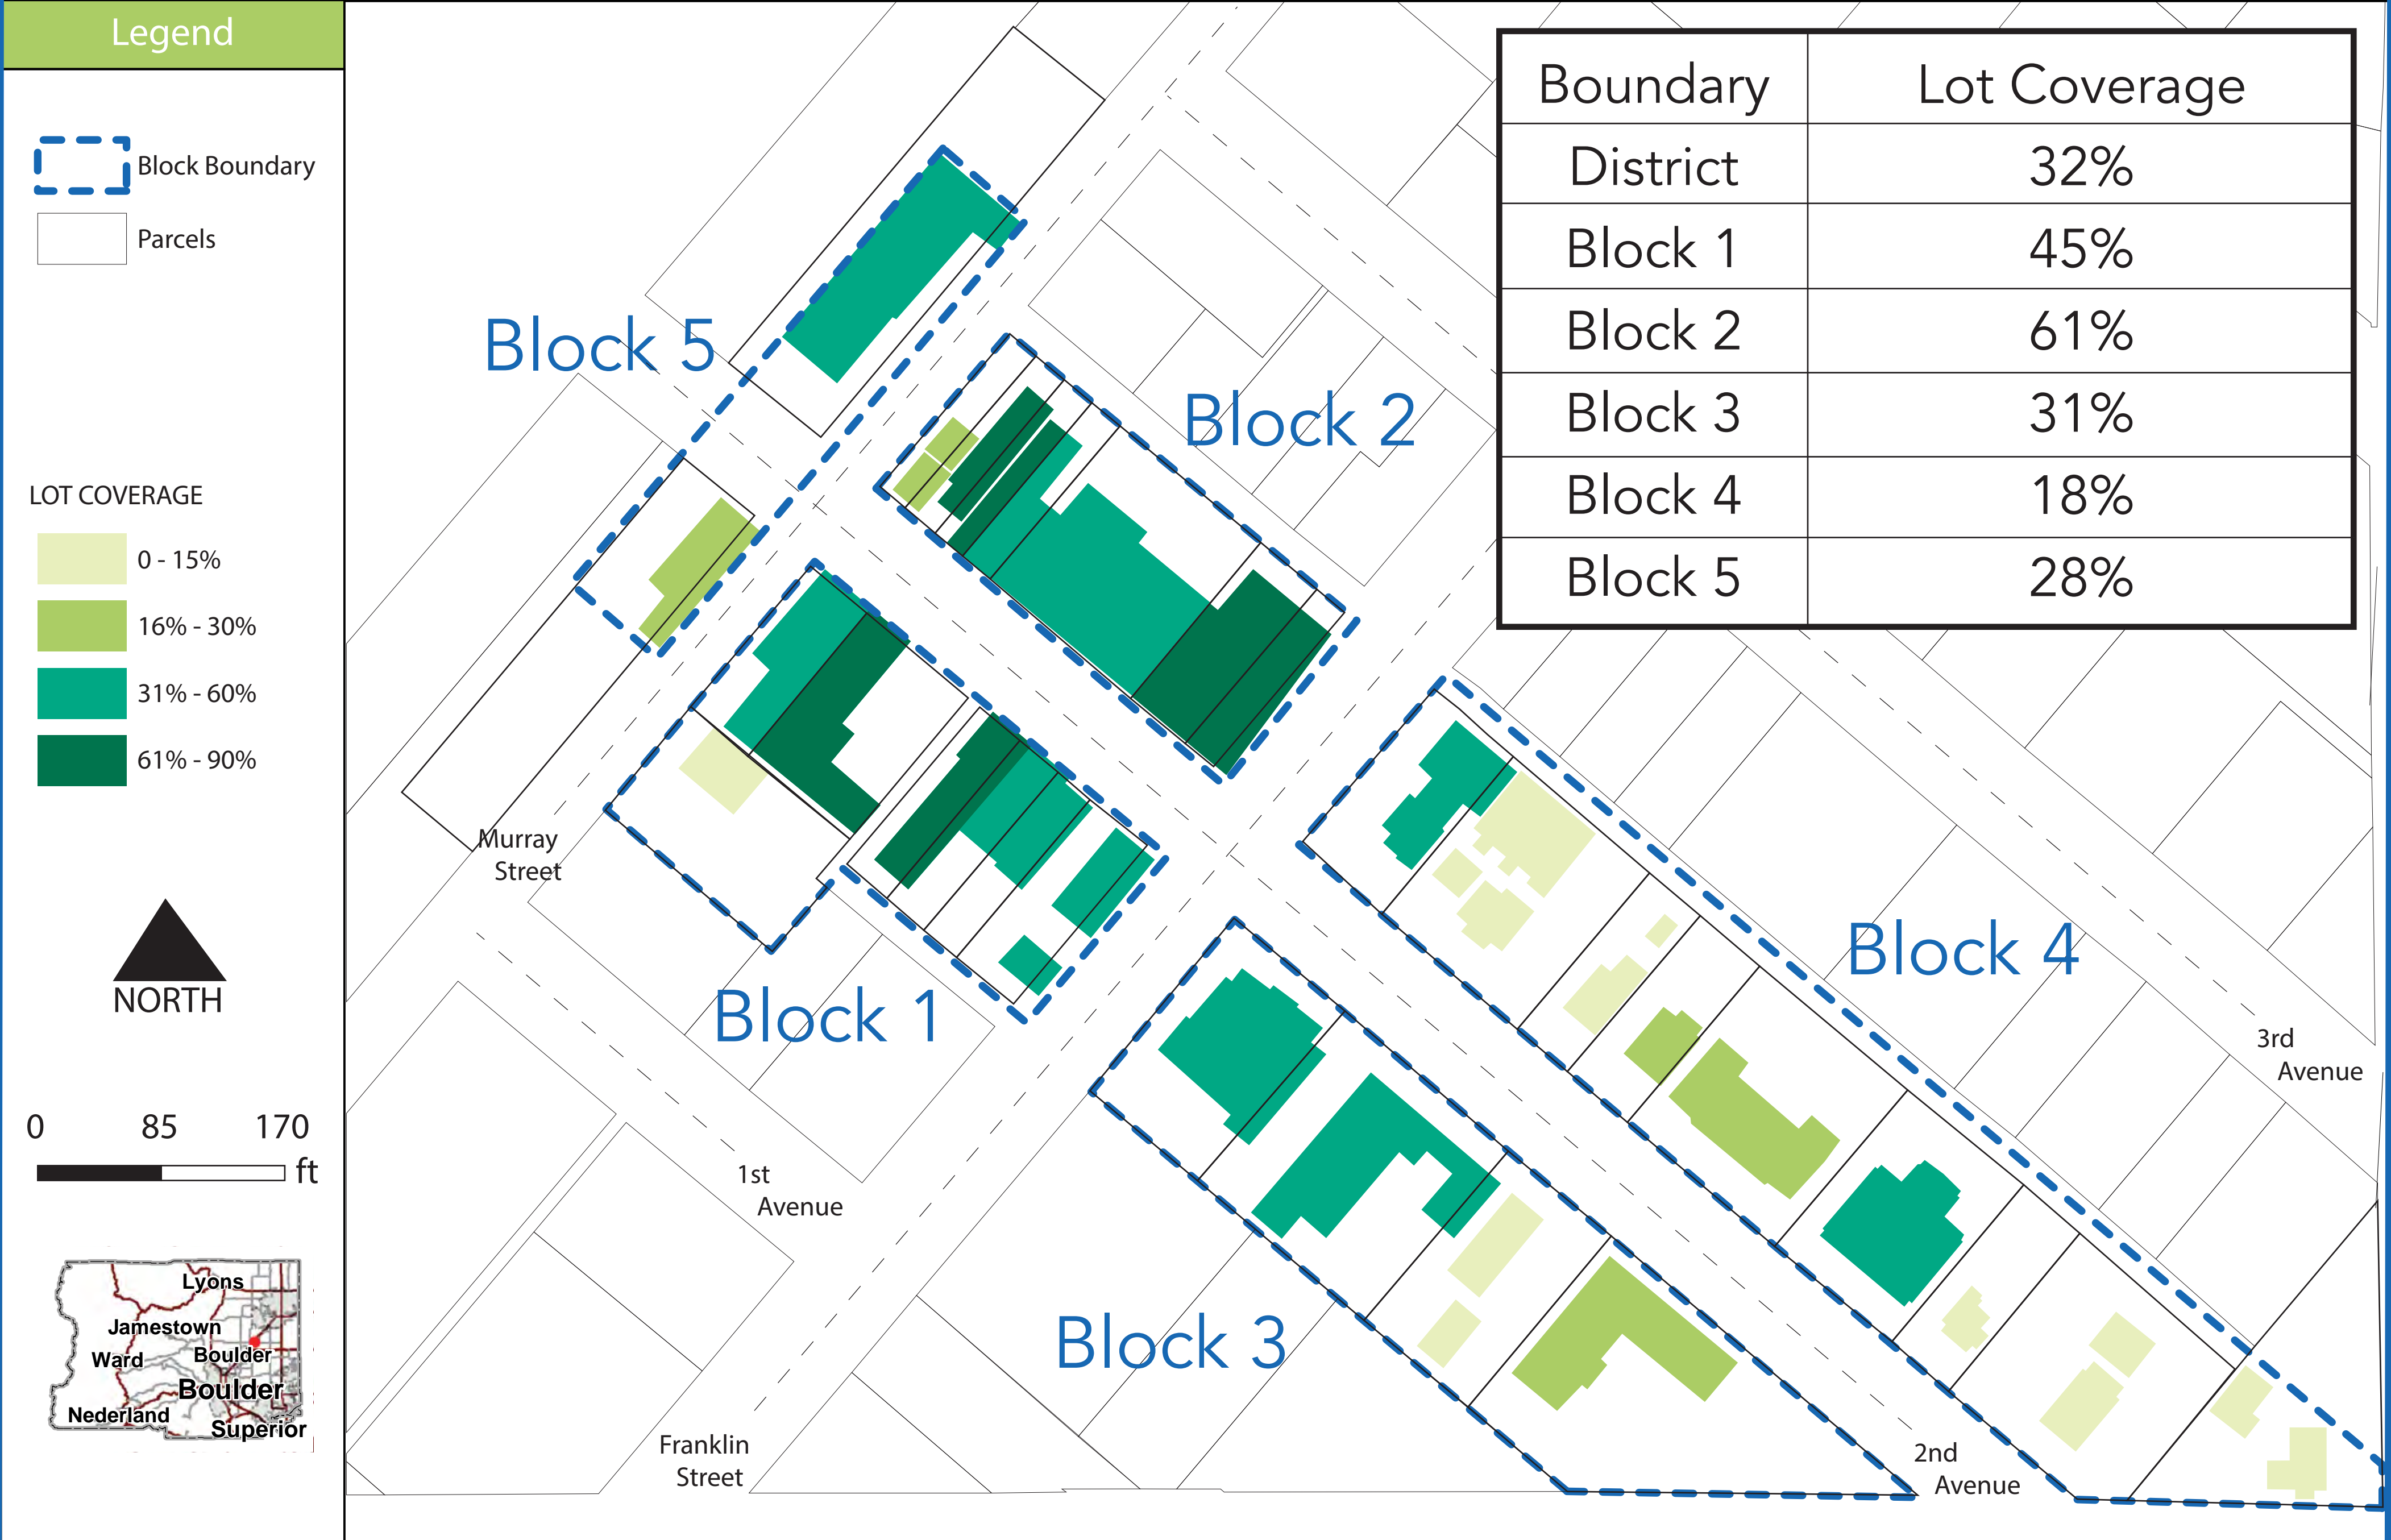 Legend
Block Boundary
Parcels
LOT COVERAGE
0 - 15%
16% - 30%
31% - 60%
61% - 90%
NORTH
0 85 170
ft
Lyons
Jamestown
Ward Boulder
Boulder
Nederland
Superior
Boundary Lot Coverage
District 32%
Block 1 45%
Block 2 61%
Block 3 31%
Block 4 18%
Block 5 28%
Block 5
Block 2
Murray
Street
Block 4
Block 1
3rd
Avenue
1st
Avenue
Block 3
Franklin
Street
2nd
Avenue